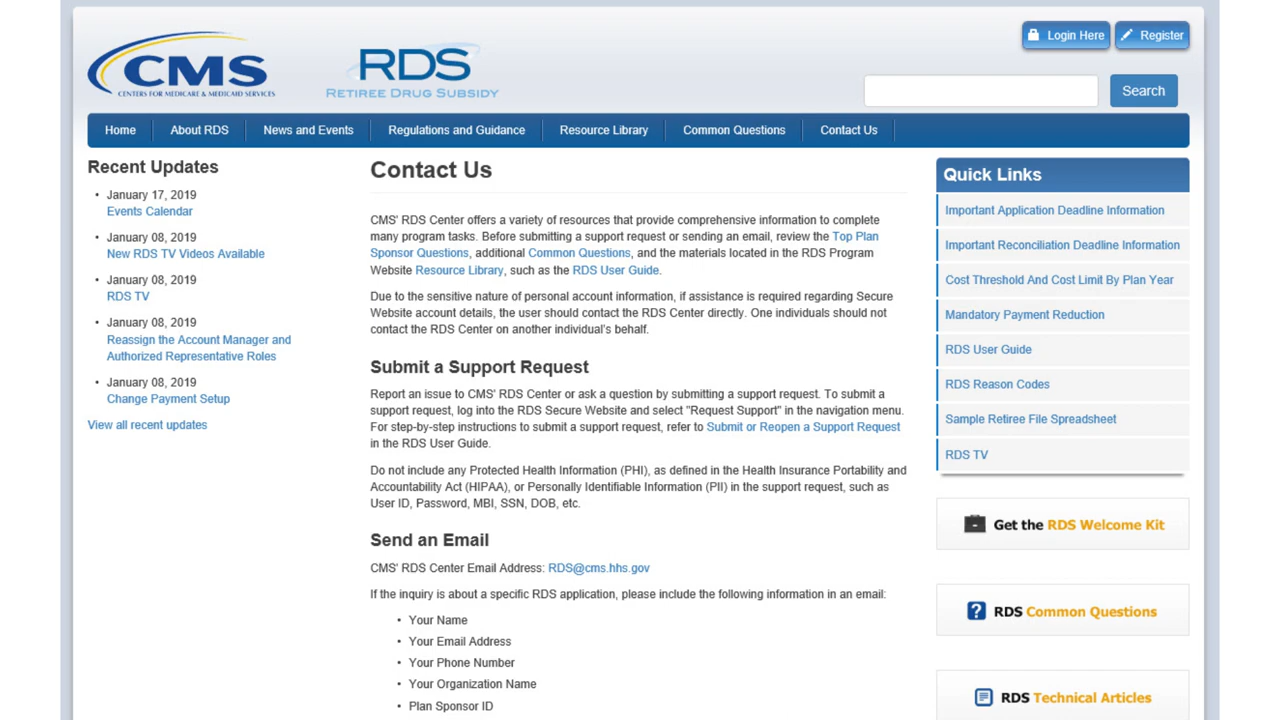 CMS
CENTERS FOR MEDICARE & MEDICAID SERVICES
RDS
RETIREE DRUG SUBSIDY
Login Here
Register
Search
Home
About RDS
News and Events
Regulations and Guidance
Resource Library
Common Questions
Contact Us
Recent Updates
• January 17, 2019
Events Calendar
• January 08, 2019
New RDS TV Videos Available
• January 08, 2019
RDS TV
• January 08, 2019
Reassign the Account Manager and
Authorized Representative Roles
• January 08, 2019
Change Payment Setup
View all recent updates
Contact Us
CMS' RDS Center offers a variety of resources that provide comprehensive information to complete
many program tasks. Before submitting a support request or sending an email, review the Top Plan
Sponsor Questions, additional Common Questions, and the materials located in the RDS Program
Website Resource Library, such as the RDS User Guide.
Due to the sensitive nature of personal account information, if assistance is required regarding Secure
Website account details, the user should contact the RDS Center directly. One individuals should not
contact the RDS Center on another individual's behalf.
Submit a Support Request
Report an issue to CMS' RDS Center or ask a question by submitting a support request. To submit a
support request, log into the RDS Secure Website and select "Request Support" in the navigation menu.
For step-by-step instructions to submit a support request, refer to Submit or Reopen a Support Request
in the RDS User Guide.
Do not include any Protected Health Information (PHI), as defined in the Health Insurance Portability and
Accountability Act (HIPAA), or Personally Identifiable Information (PII) in the support request, such as
User ID, Password, MBI, SSN, DOB, etc.
Send an Email
CMS' RDS Center Email Address: RDS@cms.hhs.gov
If the inquiry is about a specific RDS application, please include the following information in an email:
• Your Name
• Your Email Address
• Your Phone Number
• Your Organization Name
• Plan Sponsor ID
Quick Links
Important Application Deadline Information
Important Reconciliation Deadline Information
Cost Threshold And Cost Limit By Plan Year
Mandatory Payment Reduction
RDS User Guide
RDS Reason Codes
Sample Retiree File Spreadsheet
RDS TV
Get the RDS Welcome Kit
? RDS Common Questions
RDS Technical Articles